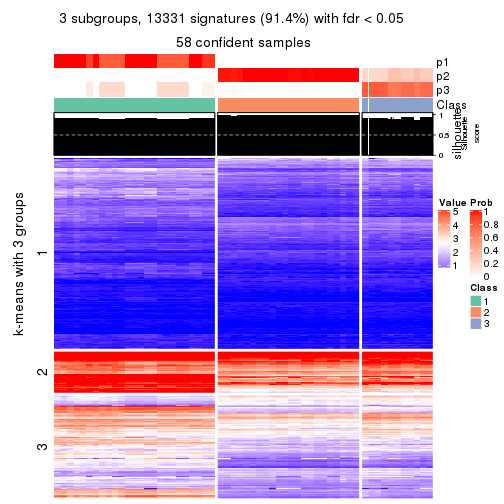 3 subgroups, 13331 signatures (91.4%) with fdr < 0.05
58 confident samples
p1
p2
p3
Class
1
0.5
0
silhouette
Silhouette
score
k-means with 3 groups
1
2
3
Value
5
4
3
2
1
Prob
1
0.8
0.6
0.4
0.2
0
Class
1
2
3